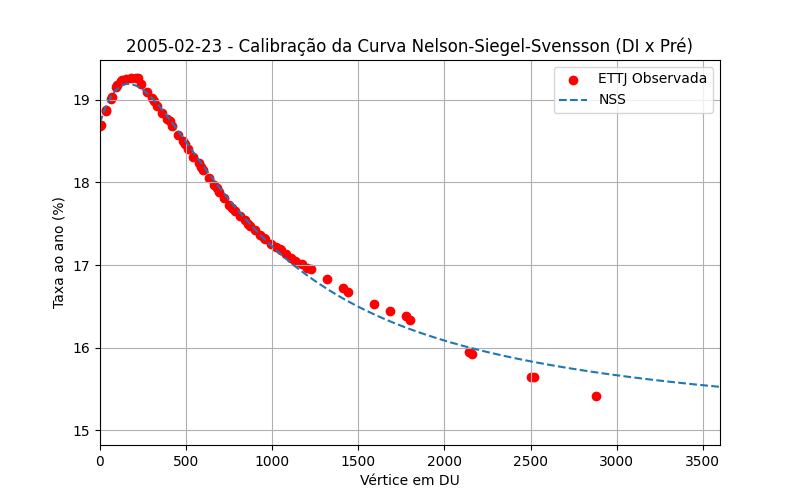 2005-02-23 - Calibração da Curva Nelson-Siegel-Svensson (DI x Pré)
ETTJ Observada
NSS
Taxa ao ano (%)
19
18
17
16
15
0 500 1000 1500 2000 2500 3000 3500
Vértice em DU